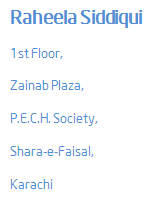 Raheela Siddiqui
1st Floor,
Zainab Plaza,
P.E.C.H. Society,
Shara-e-Faisal,
Karachi